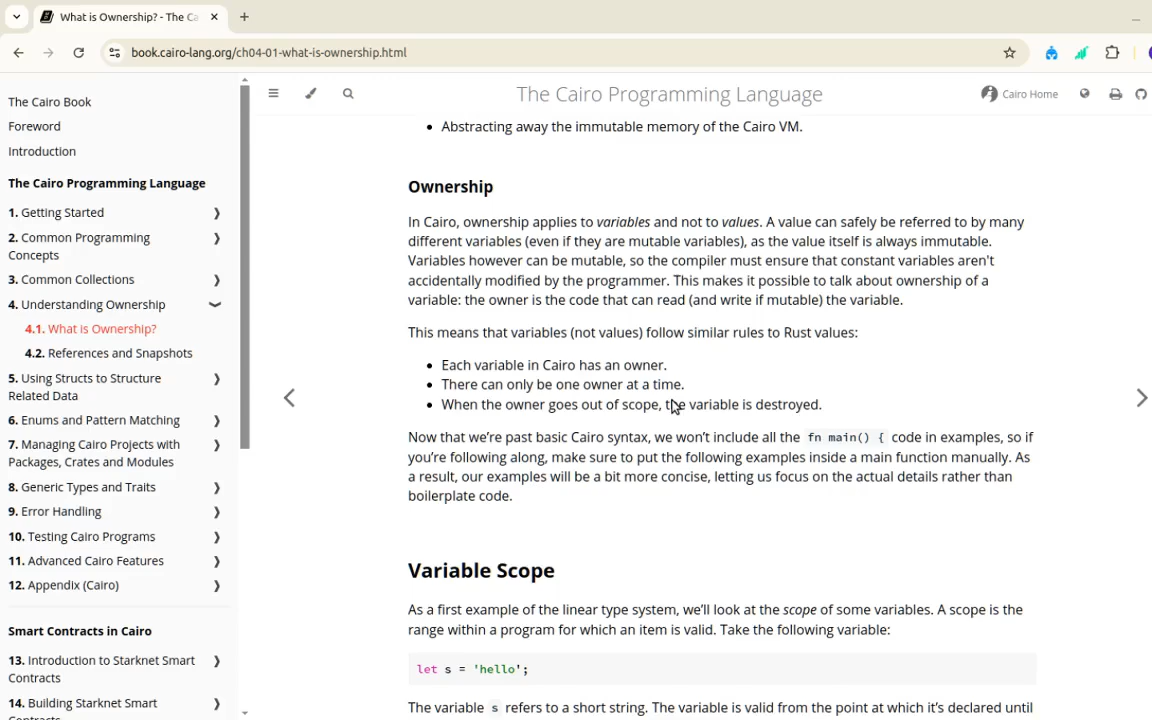 What is Ownership? - The Ca
book.cairo-lang.org/ch04-01-what-is-ownership.html
The Cairo Book
Foreword
Introduction
The Cairo Programming Language
1. Getting Started
2. Common Programming
Concepts
3. Common Collections
4. Understanding Ownership
4.1. What is Ownership?
4.2. References and Snapshots
5. Using Structs to Structure
Related Data
6. Enums and Pattern Matching
7. Managing Cairo Projects with
Packages, Crates and Modules
8. Generic Types and Traits
9. Error Handling
10. Testing Cairo Programs
11. Advanced Cairo Features
12. Appendix (Cairo)
Smart Contracts in Cairo
13. Introduction to Starknet Smart
Contracts
14. Building Starknet Smart
Contracts
The Cairo Programming Language
Cairo Home
• Abstracting away the immutable memory of the Cairo VM.
Ownership
In Cairo, ownership applies to variables and not to values. A value can safely be referred to by many
different variables (even if they are mutable variables), as the value itself is always immutable.
Variables however can be mutable, so the compiler must ensure that constant variables aren't
accidentally modified by the programmer. This makes it possible to talk about ownership of a
variable: the owner is the code that can read (and write if mutable) the variable.
This means that variables (not values) follow similar rules to Rust values:
• Each variable in Cairo has an owner.
• There can only be one owner at a time.
• When the owner goes out of scope, the variable is destroyed.
Now that we’re past basic Cairo syntax, we won’t include all the fn main() { code in examples, so if
you’re following along, make sure to put the following examples inside a main function manually. As
a result, our examples will be a bit more concise, letting us focus on the actual details rather than
boilerplate code.
Variable Scope
As a first example of the linear type system, we’ll look at the scope of some variables. A scope is the
range within a program for which an item is valid. Take the following variable:
let s = 'hello';
The variable s refers to a short string. The variable is valid from the point at which it’s declared until